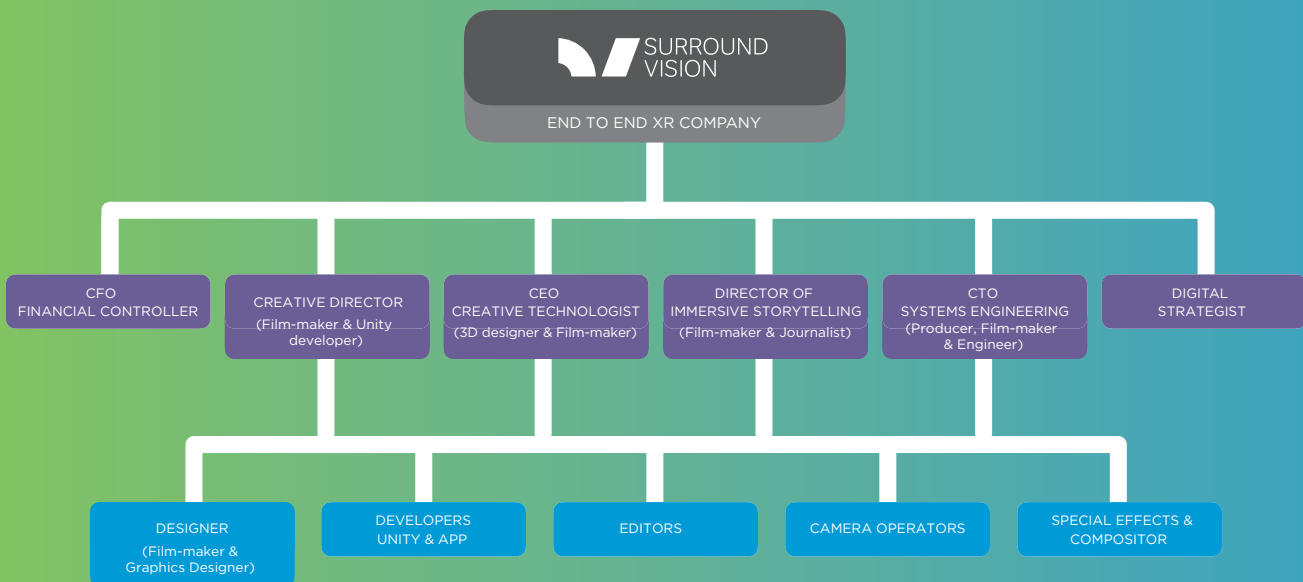 SURROUND
VISION
END TO END XR COMPANY
CFO
FINANCIAL CONTROLLER
CREATIVE DIRECTOR
(Film-maker & Unity
developer)
CEO
CREATIVE TECHNOLOGIST
(3D designer & Film-maker)
DIRECTOR OF
IMMERSIVE STORYTELLING
(Film-maker & Journalist)
CTO
SYSTEMS ENGINEERING
(Producer, Film-maker
& Engineer)
DIGITAL
STRATEGIST
DESIGNER
(Film-maker &
Graphics Designer)
DEVELOPERS
UNITY & APP
EDITORS
CAMERA OPERATORS
SPECIAL EFFECTS &
COMPOSITOR